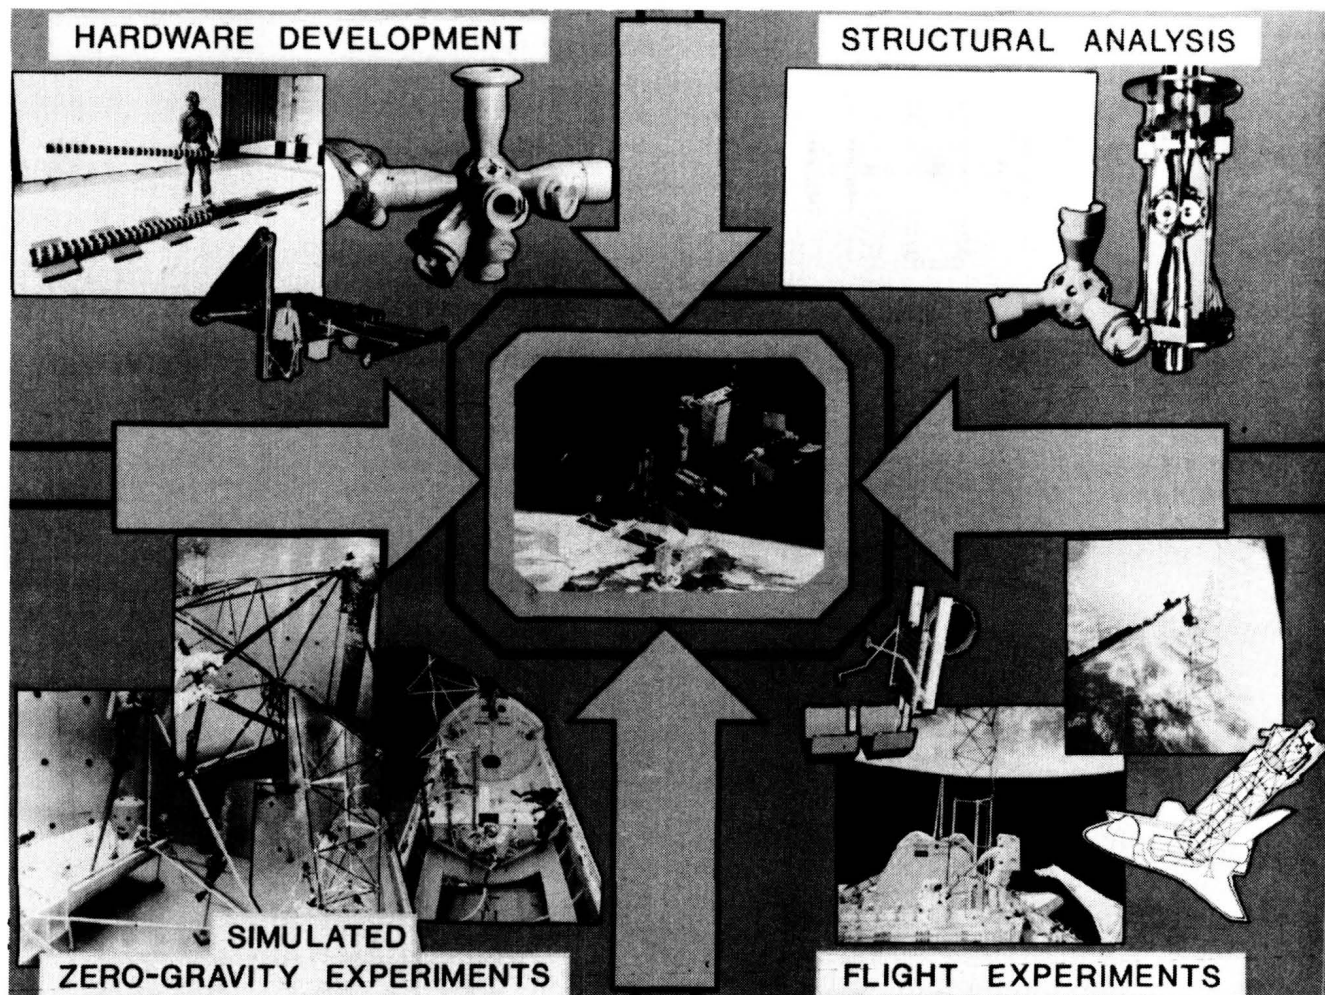 HARDWARE DEVELOPMENT
STRUCTURAL ANALYSIS
SIMULATED
ZERO-GRAVITY EXPERIMENTS
FLIGHT EXPERIMENTS